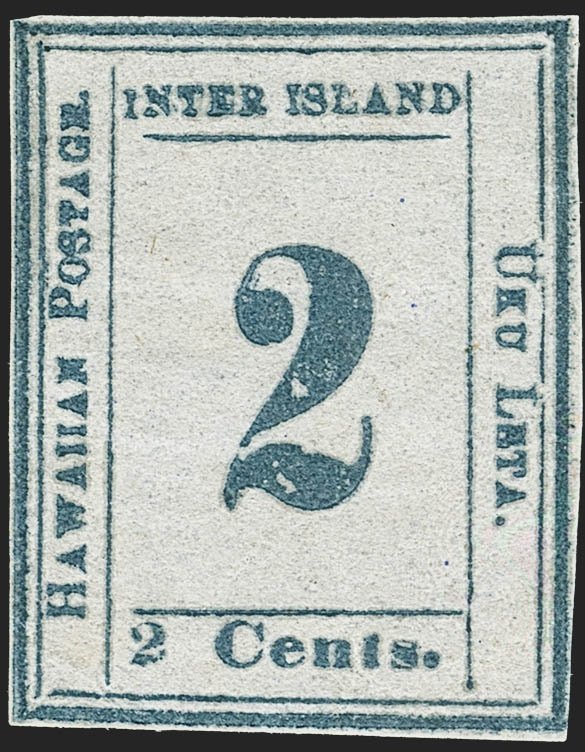 INTER ISLAND
HAWAIIAN POSTAGE.
2
UKU LETA.
2 Cents.